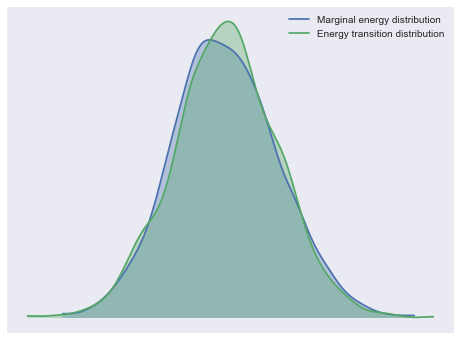 Marginal energy distribution
Energy transition distribution